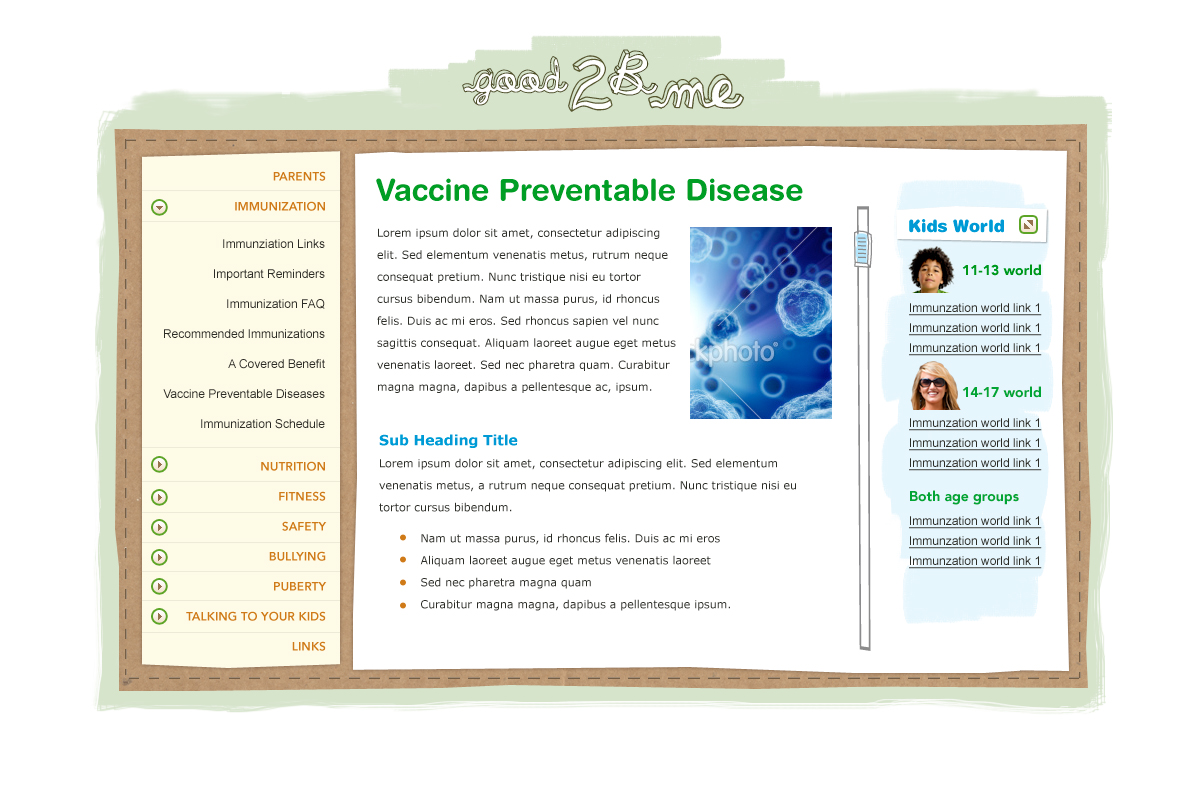 good 2B me
PARENTS
IMMUNIZATION
Immunziation Links
Important Reminders
Immunization FAQ
Recommended Immunizations
A Covered Benefit
Vaccine Preventable Diseases
Immunization Schedule
NUTRITION
FITNESS
SAFETY
BULLYING
PUBERTY
TALKING TO YOUR KIDS
LINKS
Vaccine Preventable Disease
Lorem ipsum dolor sit amet, consectetur adipiscing
elit. Sed elementum venenatis metus, rutrum neque
consequat pretium. Nunc tristique nisi eu tortor
cursus bibendum. Nam ut massa purus, id rhoncus
felis. Duis ac mi eros. Sed rhoncus sapien vel nunc
sagittis consequat. Aliquam laoreet augue eget metus
venenatis laoreet. Sed nec pharetra quam. Curabitur
magna magna, dapibus a pellentesque ac, ipsum.
kphoto
Sub Heading Title
Lorem ipsum dolor sit amet, consectetur adipiscing elit. Sed elementum
venenatis metus, a rutrum neque consequat pretium. Nunc tristique nisi eu
tortor cursus bibendum.
Nam ut massa purus, id rhoncus felis. Duis ac mi eros
Aliquam laoreet augue eget metus venenatis laoreet
Sed nec pharetra magna quam
Curabitur magna magna, dapibus a pellentesque ipsum.
Kids World
11-13 world
Immunzation world link 1
Immunzation world link 1
Immunzation world link 1
14-17 world
Immunzation world link 1
Immunzation world link 1
Immunzation world link 1
Both age groups
Immunzation world link 1
Immunzation world link 1
Immunzation world link 1